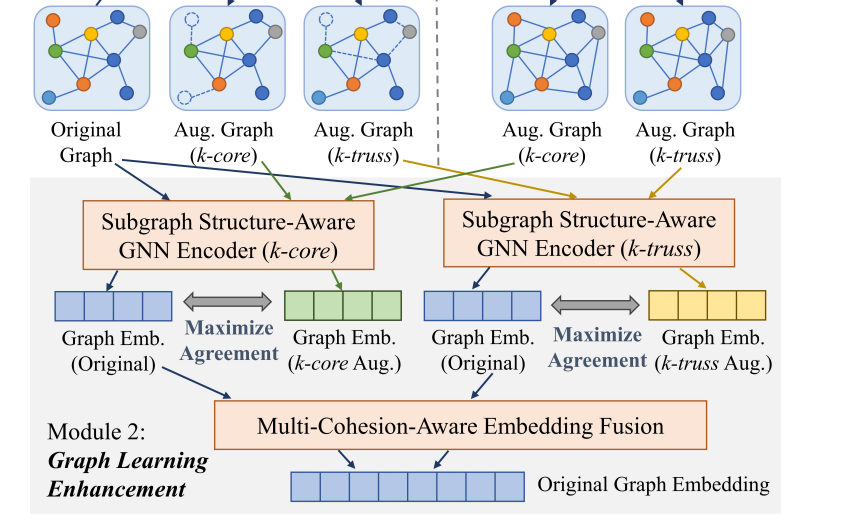 Original
Graph
Aug. Graph
(k-core)
Aug. Graph
(k-truss)
Aug. Graph
(k-core)
Aug. Graph
(k-truss)
Subgraph Structure-Aware
GNN Encoder (k-core)
Subgraph Structure-Aware
GNN Encoder (k-truss)
Graph Emb.
(Original)
Maximize
Agreement
Graph Emb.
(k-core Aug.)
Graph Emb.
(Original)
Maximize
Agreement
Graph Emb.
(k-truss Aug.)
Multi-Cohesion-Aware Embedding Fusion
Module 2:
Graph Learning
Enhancement
Original Graph Embedding